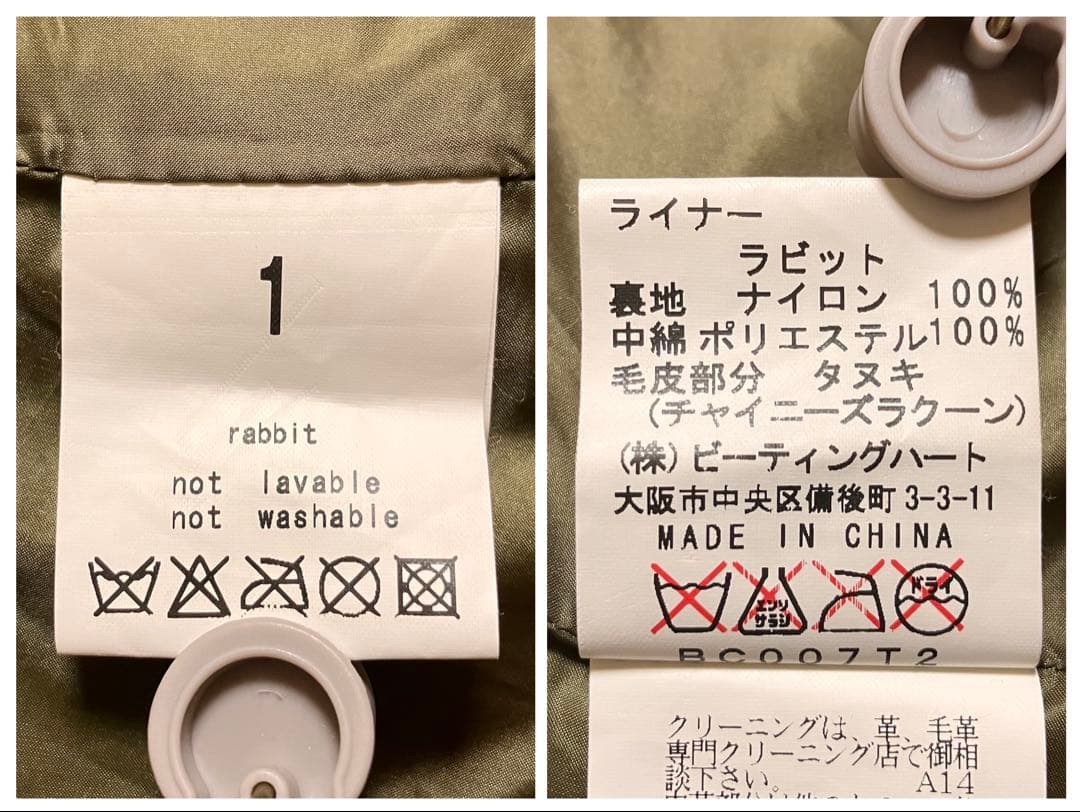 1
rabbit
not lavable
not washable
ライナー
ラビット
裏地 ナイロン 100%
中綿 ポリエステル100%
毛皮部分 タヌキ
(チャイニーズラクーン)
(株)ビーティングハート
大阪市中央区備後町3-3-11
MADE IN CHINA
エンソ
サラシ
ドライ
BC007T2
クリーニングは、革、毛革
専門クリーニング店で御相
談下さい。 A14